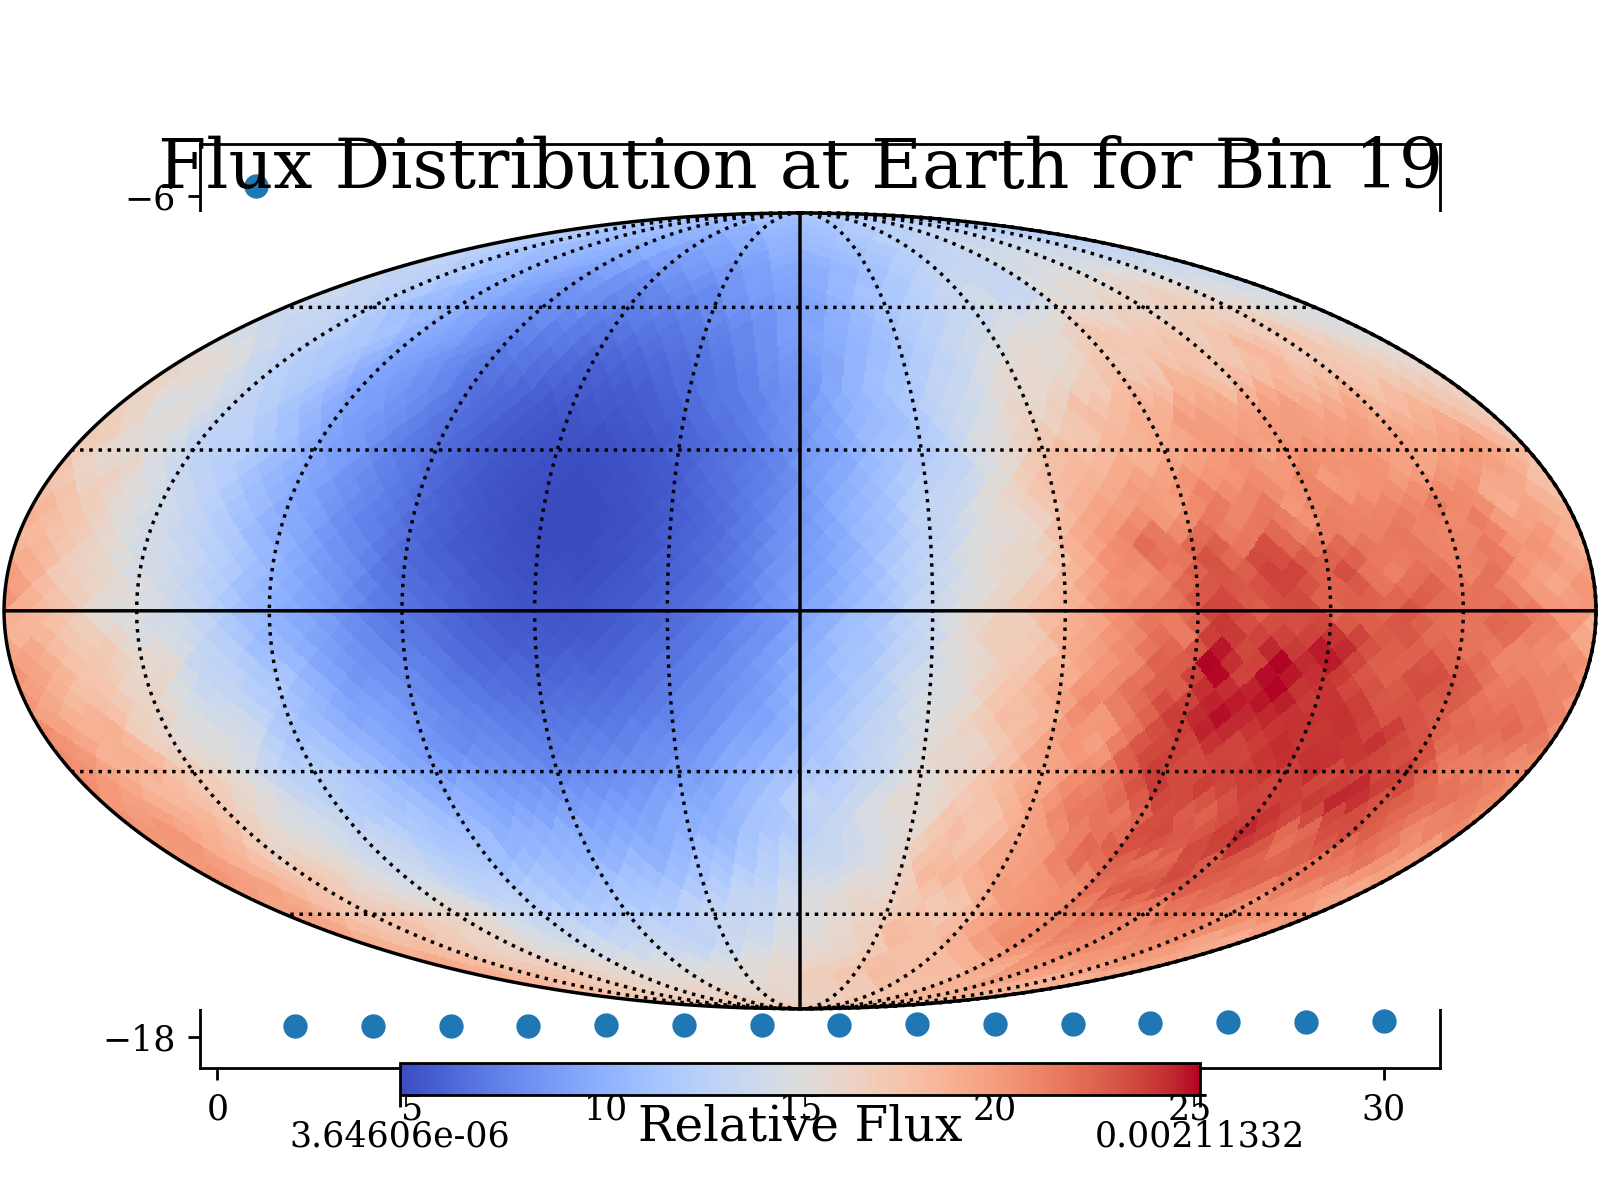 Flux Distribution at Earth for Bin 19
−6
−18
0 5 10 15 20 25 30
Relative Flux
3.64606e-06 0.00211332